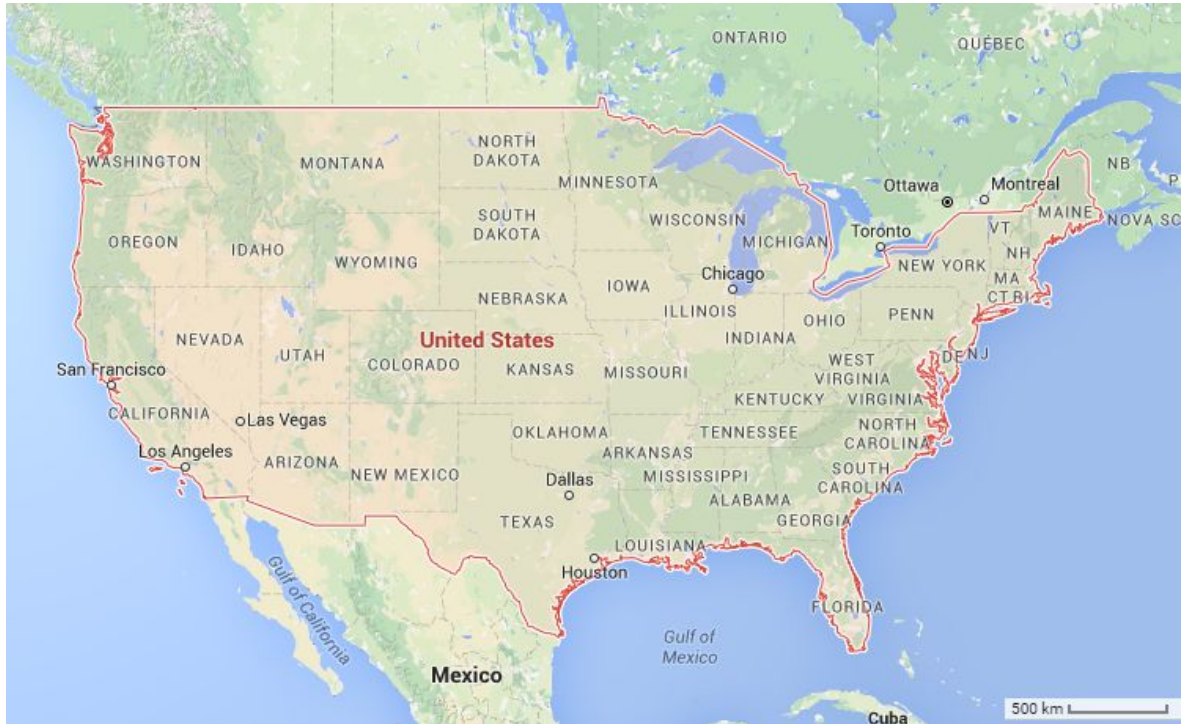 ONTARIO
QUÉBEC
NORTH
DAKOTA
WASHINGTON
MONTANA
MINNESOTA
NB
Ottawa
Montreal
SOUTH
DAKOTA
WISCONSIN
MICHIGAN
Toronto
MAINE
VT
NOVA SC
OREGON
IDAHO
WYOMING
NEW YORK
NH
MA
CT RI
Chicago
IOWA
NEBRASKA
ILLINOIS
OHIO
PENN
INDIANA
NEVADA
UTAH
COLORADO
United States
KANSAS
MISSOURI
WEST
VIRGINIA
DE
NJ
San Francisco
KENTUCKY
VIRGINIA
CALIFORNIA
Las Vegas
OKLAHOMA
TENNESSEE
NORTH
CAROLINA
Los Angeles
ARIZONA
NEW MEXICO
ARKANSAS
MISSISSIPPI
SOUTH
CAROLINA
Dallas
ALABAMA
TEXAS
GEORGIA
LOUISIANA
Houston
Gulf of California
FLORIDA
Gulf of
Mexico
Mexico
Cuba
500 km